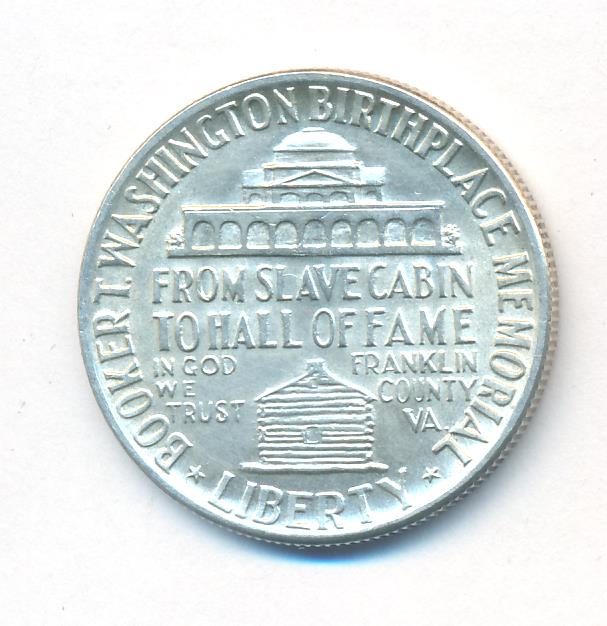 BOOKER T. WASHINGTON BIRTHPLACE MEMORIAL
FROM SLAVE CABIN
TO HALL OF FAME
IN GOD
WE
TRUST
FRANKLIN
COUNTY
VA.
LIBERTY